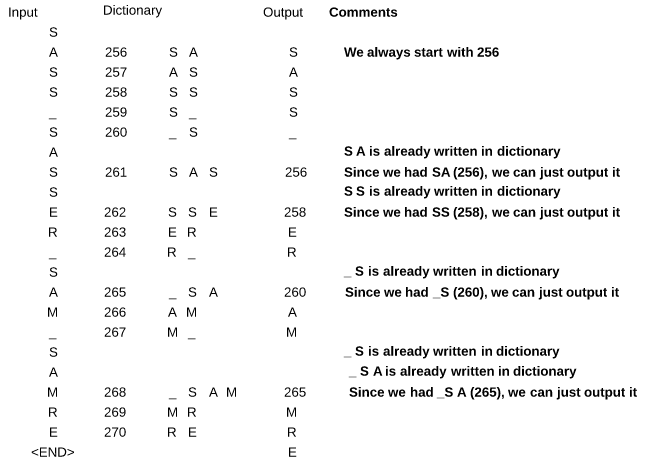 Input Dictionary Output Comments
S
A 256 S A S We always start with 256
S 257 A S A
S 258 S S S
_ 259 S _ S
S 260 _ S _
A S A is already written in dictionary
S 261 S A S 256 Since we had SA (256), we can just output it
S S S is already written in dictionary
E 262 S S E 258 Since we had SS (258), we can just output it
R 263 E R E
_ 264 R _ R
S _ S is already written in dictionary
A 265 _ S A 260 Since we had _S (260), we can just output it
M 266 A M A
_ 267 M _ M
S _ S is already written in dictionary
A _ S A is already written in dictionary
M 268 _ S A M 265 Since we had _S A (265), we can just output it
R 269 M R M
E 270 R E R
<END> E